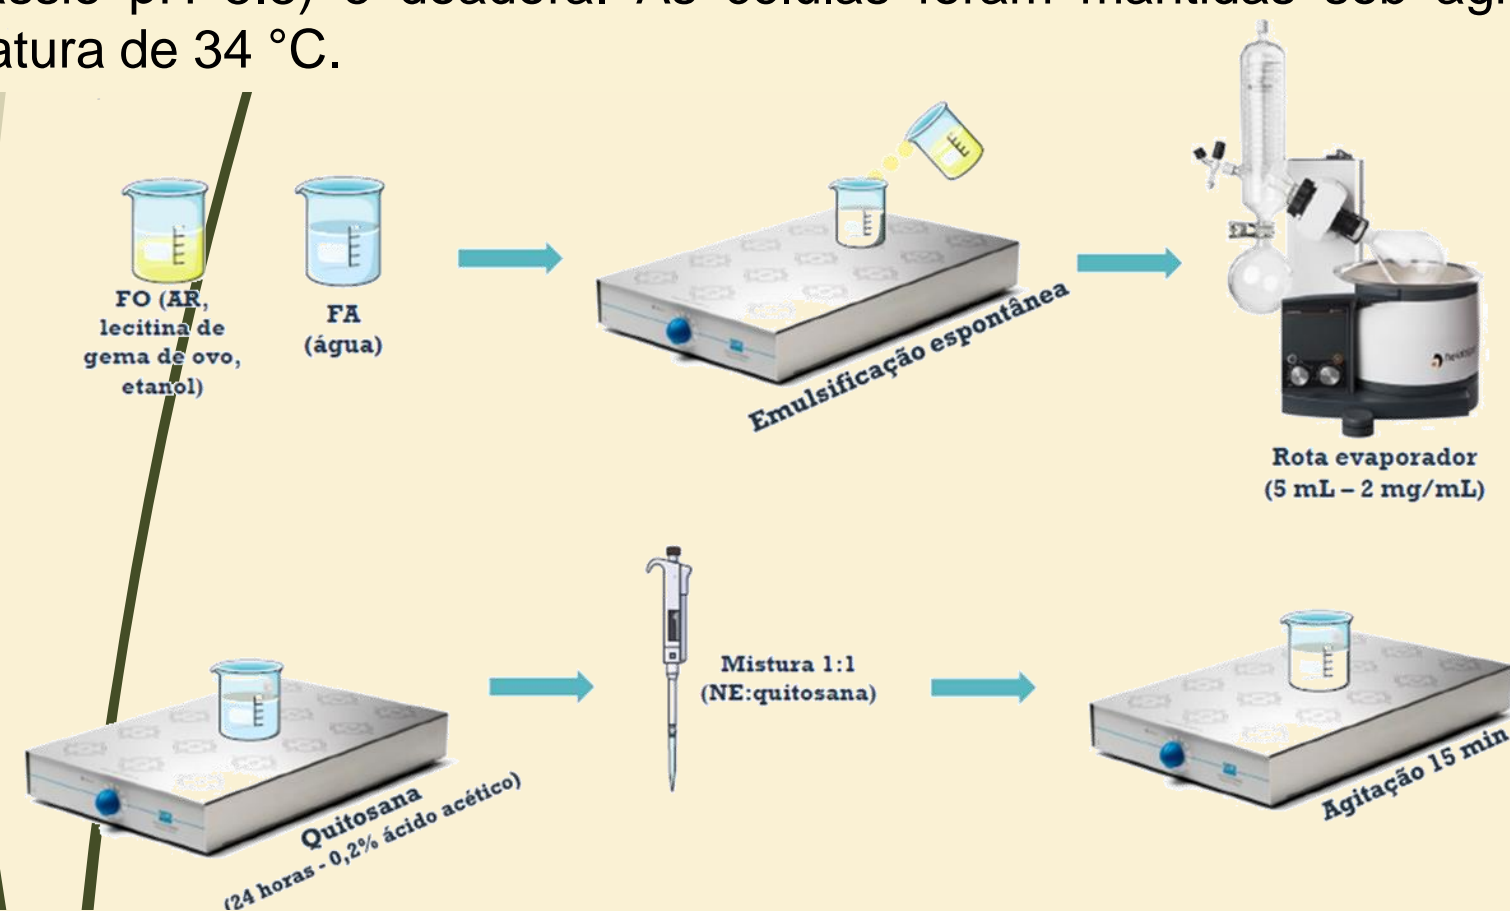 atura de 34 °C.
FO (AR,
lecitina de
gema de ovo,
etanol)
FA
(água)
Emulsificação espontânea
Rota evaporador
(5 mL – 2 mg/mL)
Quitosana
(24 horas - 0,2% ácido acético)
Mistura 1:1
(NE:quitosana)
Agitação 15 min